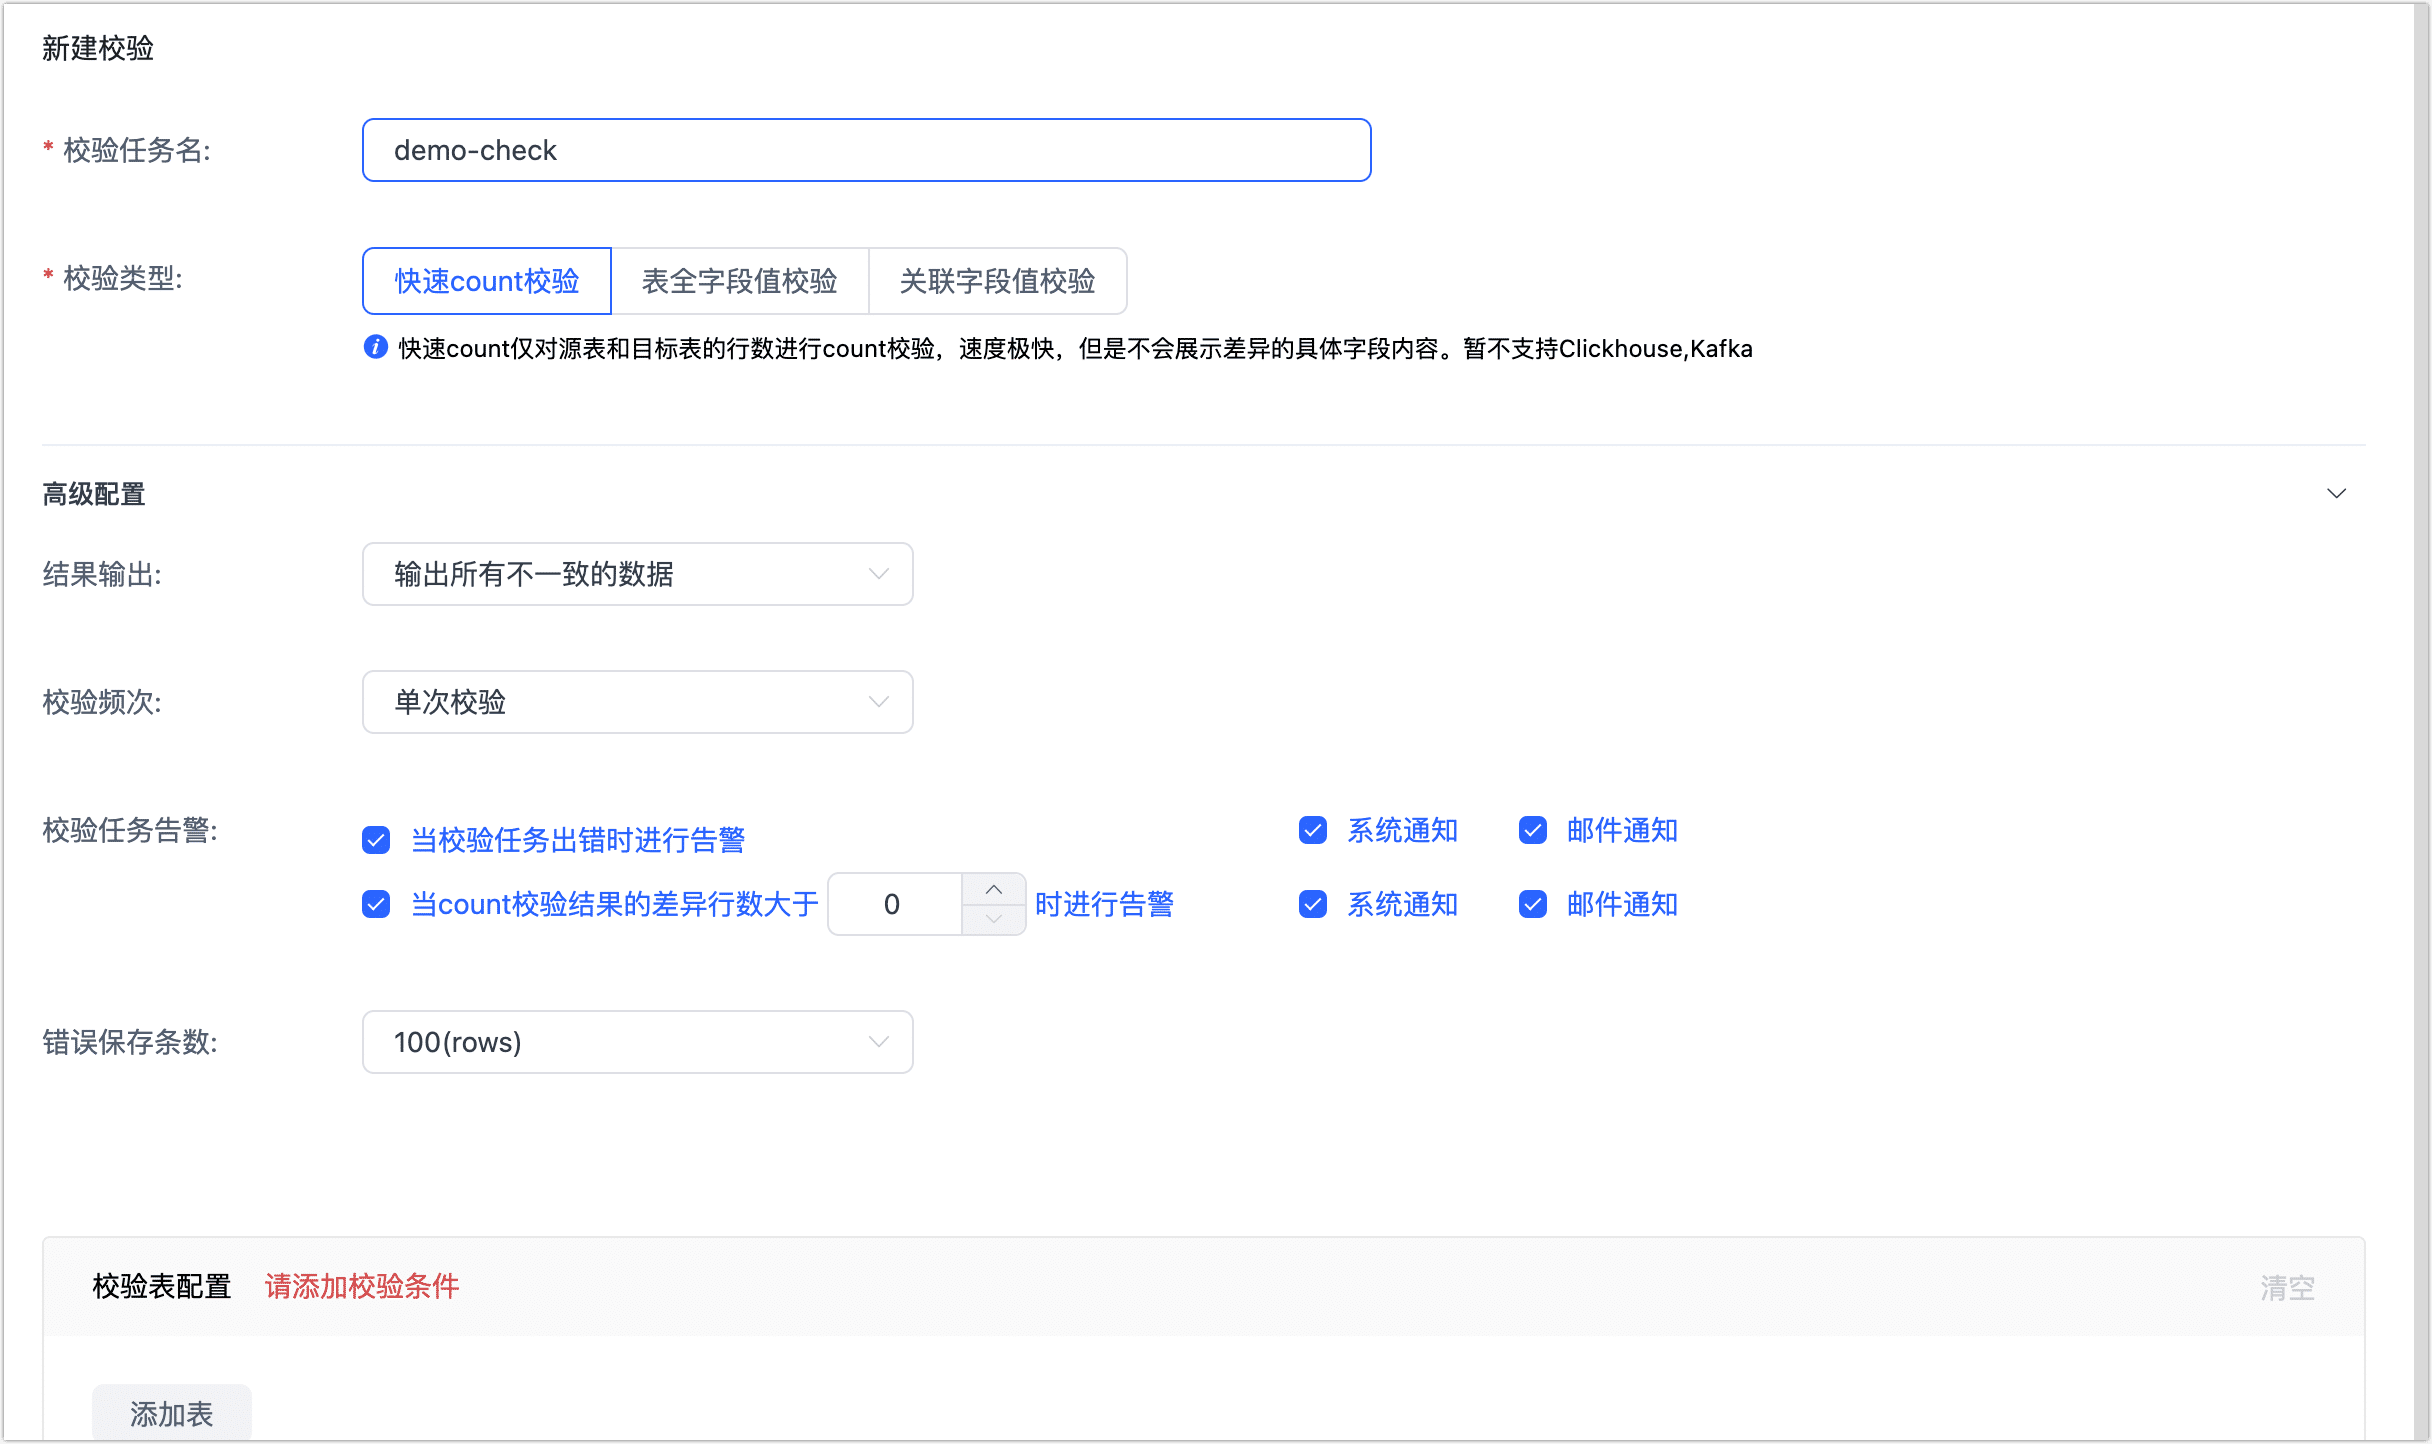 新建校验
* 校验任务名: demo-check
* 校验类型: 快速count校验 表全字段值校验 关联字段值校验
快速count仅对源表和目标表的行数进行count校验，速度极快，但是不会展示差异的具体字段内容。暂不支持Clickhouse,Kafka
高级配置
结果输出: 输出所有不一致的数据
校验频次: 单次校验
校验任务告警: 当校验任务出错时进行告警 系统通知 邮件通知
当count校验结果的差异行数大于 0 时进行告警 系统通知 邮件通知
错误保存条数: 100(rows)
校验表配置 请添加校验条件 清空
添加表